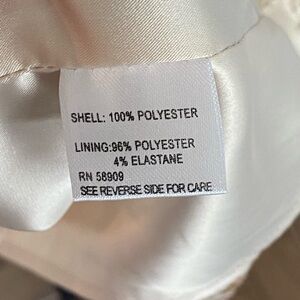 SHELL: 100% POLYESTER
LINING:96% POLYESTER
4% ELASTANE
RN 58909
SEE REVERSE SIDE FOR CARE